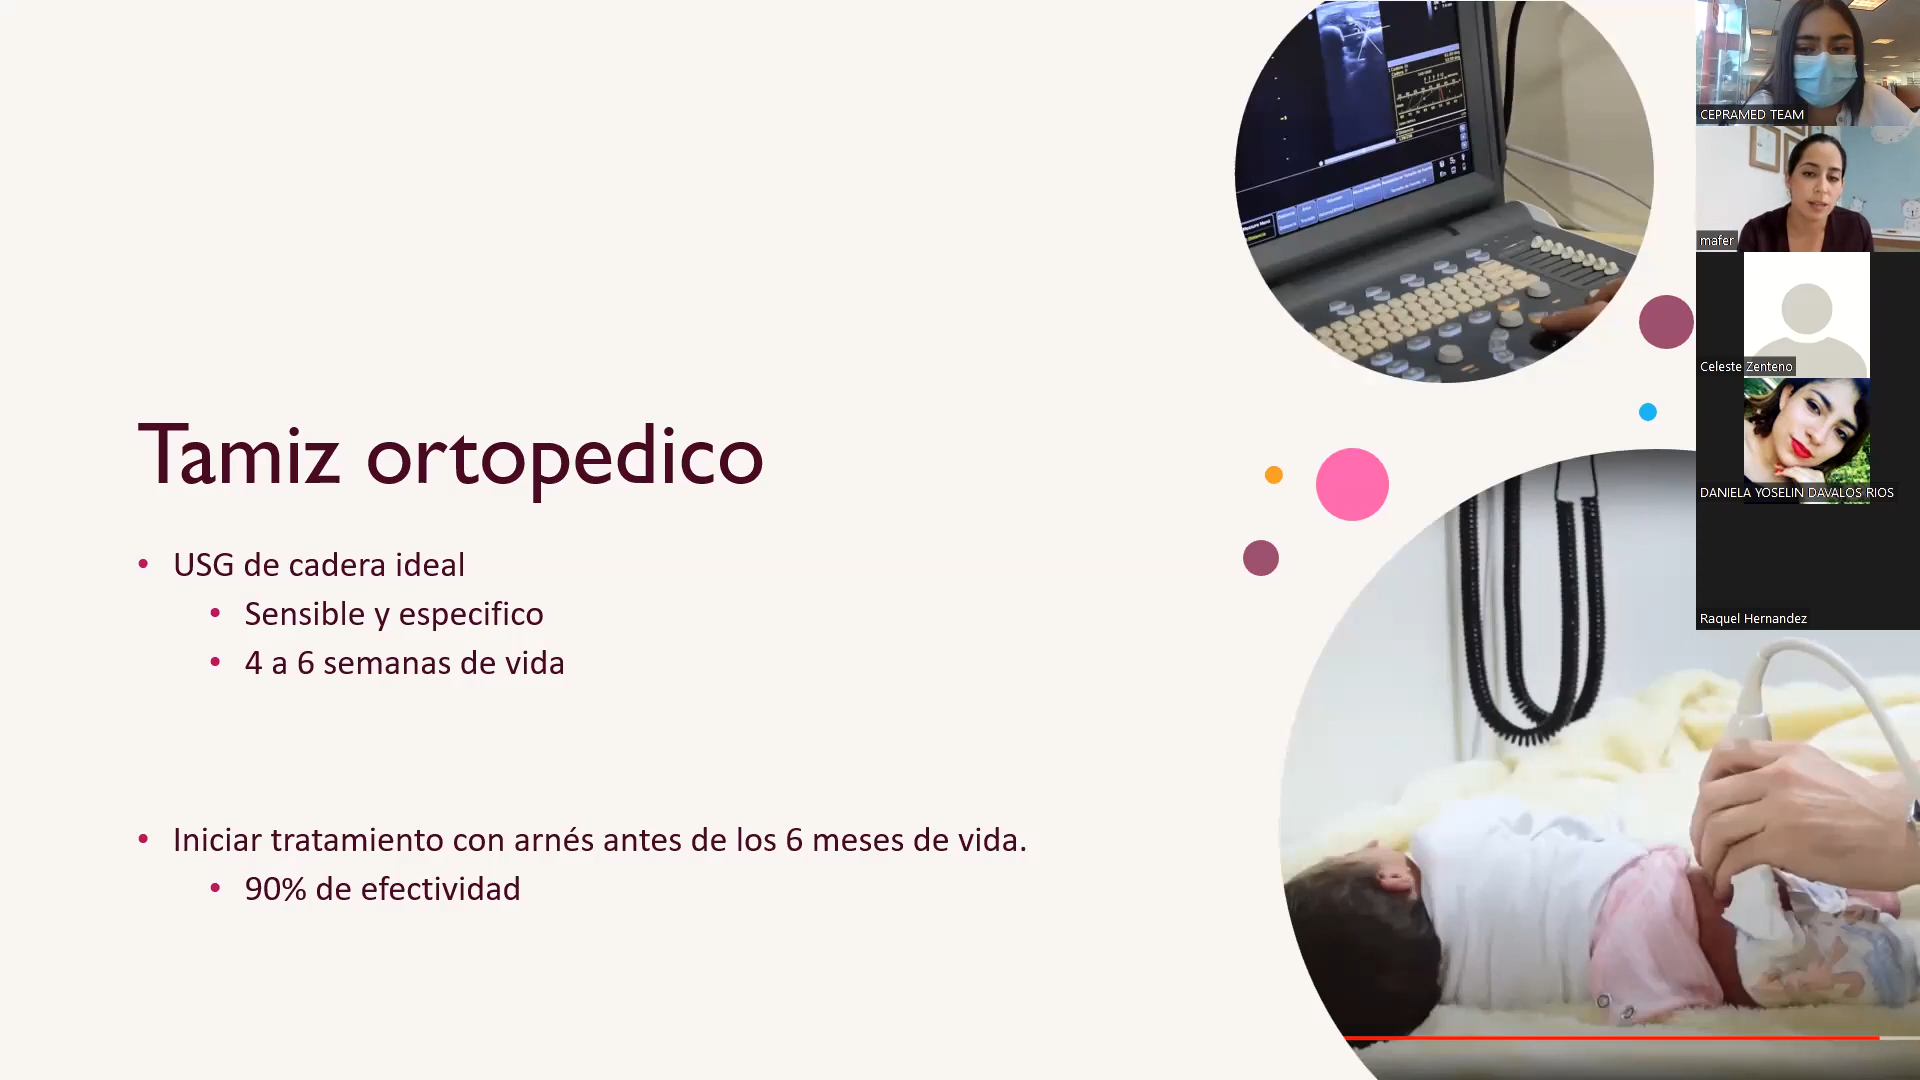 Tamiz ortopedico
• USG de cadera ideal
• Sensible y especifico
• 4 a 6 semanas de vida
• Iniciar tratamiento con arnés antes de los 6 meses de vida.
• 90% de efectividad
CEPRAMED TEAM
mafer
Celeste Zenteno
DANIELA YOSELIN DAVALOS RIOS
Raquel Hernandez